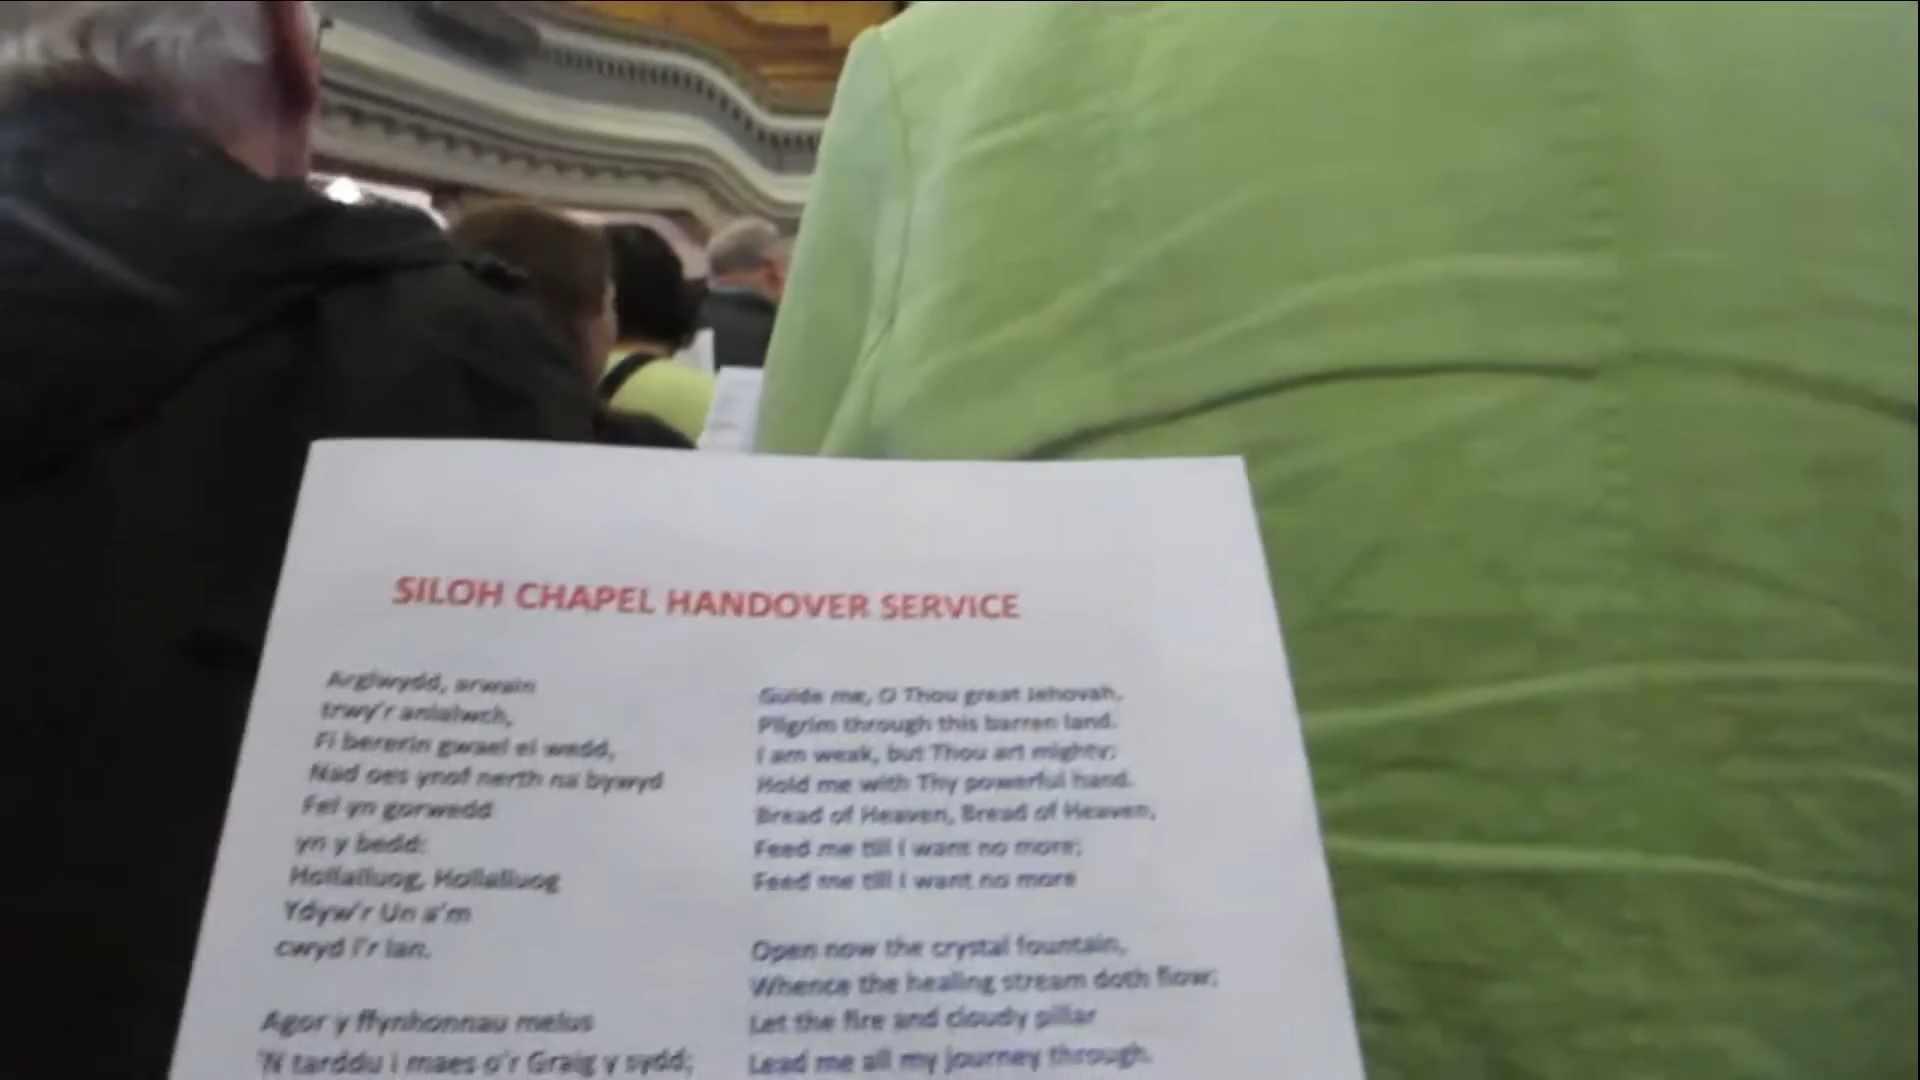 SILOH CHAPEL HANDOVER SERVICE
Arglwydd, arwain
trwy'r anialwch,
Fi bererin gwael ei wedd,
Nad oes ynof nerth na bywyd
Fel yn gorwedd
yn y bedd:
Hollalluog, Hollalluog
Ydyw'r Un a'm
cwyd i'r lan.
Agor y ffynhonnau melus
'N tarddu i maes o'r Graig y sydd;
Guide me, O Thou great Jehovah,
Pilgrim through this barren land.
I am weak, but Thou art mighty;
Hold me with Thy powerful hand.
Bread of Heaven, Bread of Heaven,
Feed me till I want no more;
Feed me till I want no more
Open now the crystal fountain,
Whence the healing stream doth flow;
Let the fire and cloudy pillar
Lead me all my journey through.